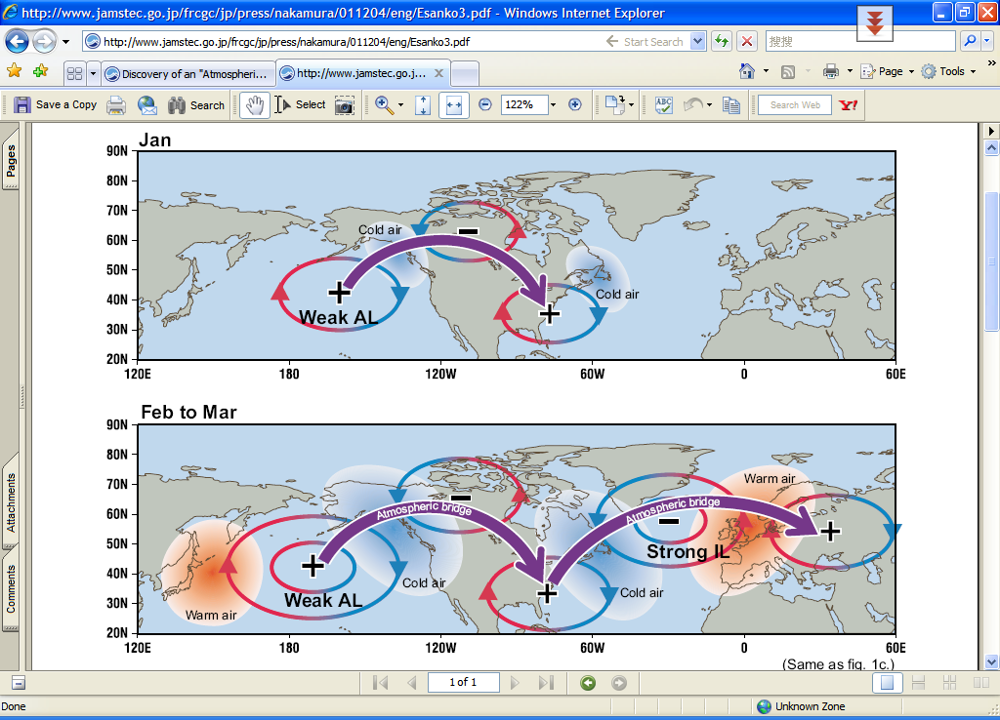 http://www.jamstec.go.jp/frcgc/jp/press/nakamura/011204/eng/Esanko3.pdf - Windows Internet Explorer
http://www.jamstec.go.jp/frcgc/jp/press/nakamura/011204/eng/Esanko3.pdf
Start Search
搜搜
Discovery of an "Atmospheri...
http://www.jamstec.go.j...
Page
Tools
Save a Copy
Search
Select
122%
ABC
Search Web
Y!
Pages
Attachments
Comments
Jan
90N
80N
70N
60N
50N
40N
30N
20N
120E
180
120W
60W
0
60E
Cold air
Weak AL
Cold air
Feb to Mar
90N
80N
70N
60N
50N
40N
30N
20N
120E
180
120W
60W
0
60E
Warm air
Atmospheric bridge
Atmospheric bridge
Strong IL
Cold air
Weak AL
Cold air
Warm air
(Same as fig. 1c.)
1 of 1
Done
Unknown Zone